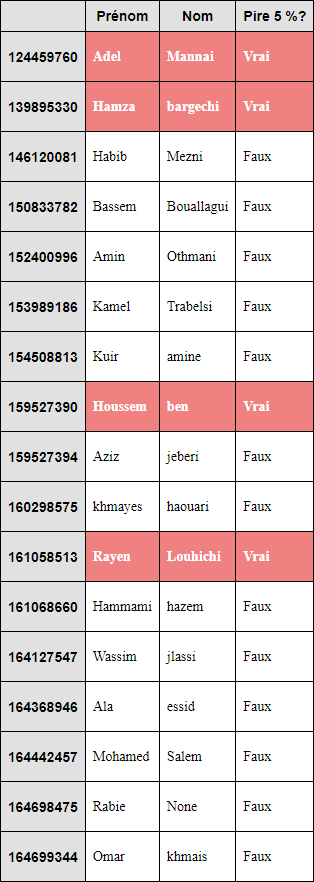 Prénom Nom Pire 5 %?
124459760 Adel Mannai Vrai
139895330 Hamza bargechi Vrai
146120081 Habib Mezni Faux
150833782 Bassem Bouallagui Faux
152400996 Amin Othmani Faux
153989186 Kamel Trabelsi Faux
154508813 Kuir amine Faux
159527390 Houssem ben Vrai
159527394 Aziz jeberi Faux
160298575 khmayes haouari Faux
161058513 Rayen Louhichi Vrai
161068660 Hammami hazem Faux
164127547 Wassim jlassi Faux
164368946 Ala essid Faux
164442457 Mohamed Salem Faux
164698475 Rabie None Faux
164699344 Omar khmais Faux